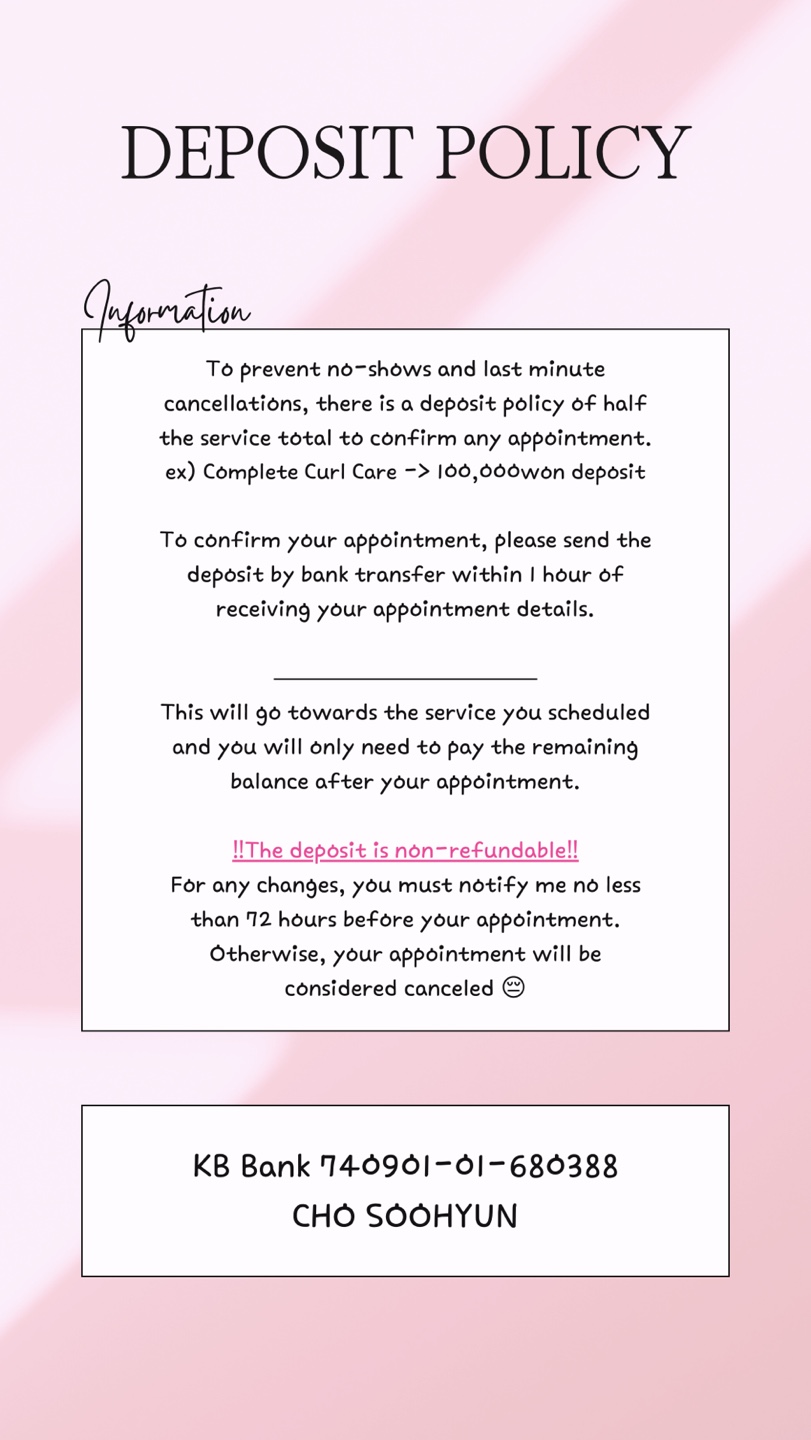 DEPOSIT POLICY
Information
To prevent no-shows and last minute
cancellations, there is a deposit policy of half
the service total to confirm any appointment.
ex) Complete Curl Care -> 100,000won deposit
To confirm your appointment, please send the
deposit by bank transfer within 1 hour of
receiving your appointment details.
This will go towards the service you scheduled
and you will only need to pay the remaining
balance after your appointment.
!!The deposit is non-refundable!!
For any changes, you must notify me no less
than 72 hours before your appointment.
Otherwise, your appointment will be
considered canceled 😔
KB Bank 740901-01-680388
CHO SOOHYUN